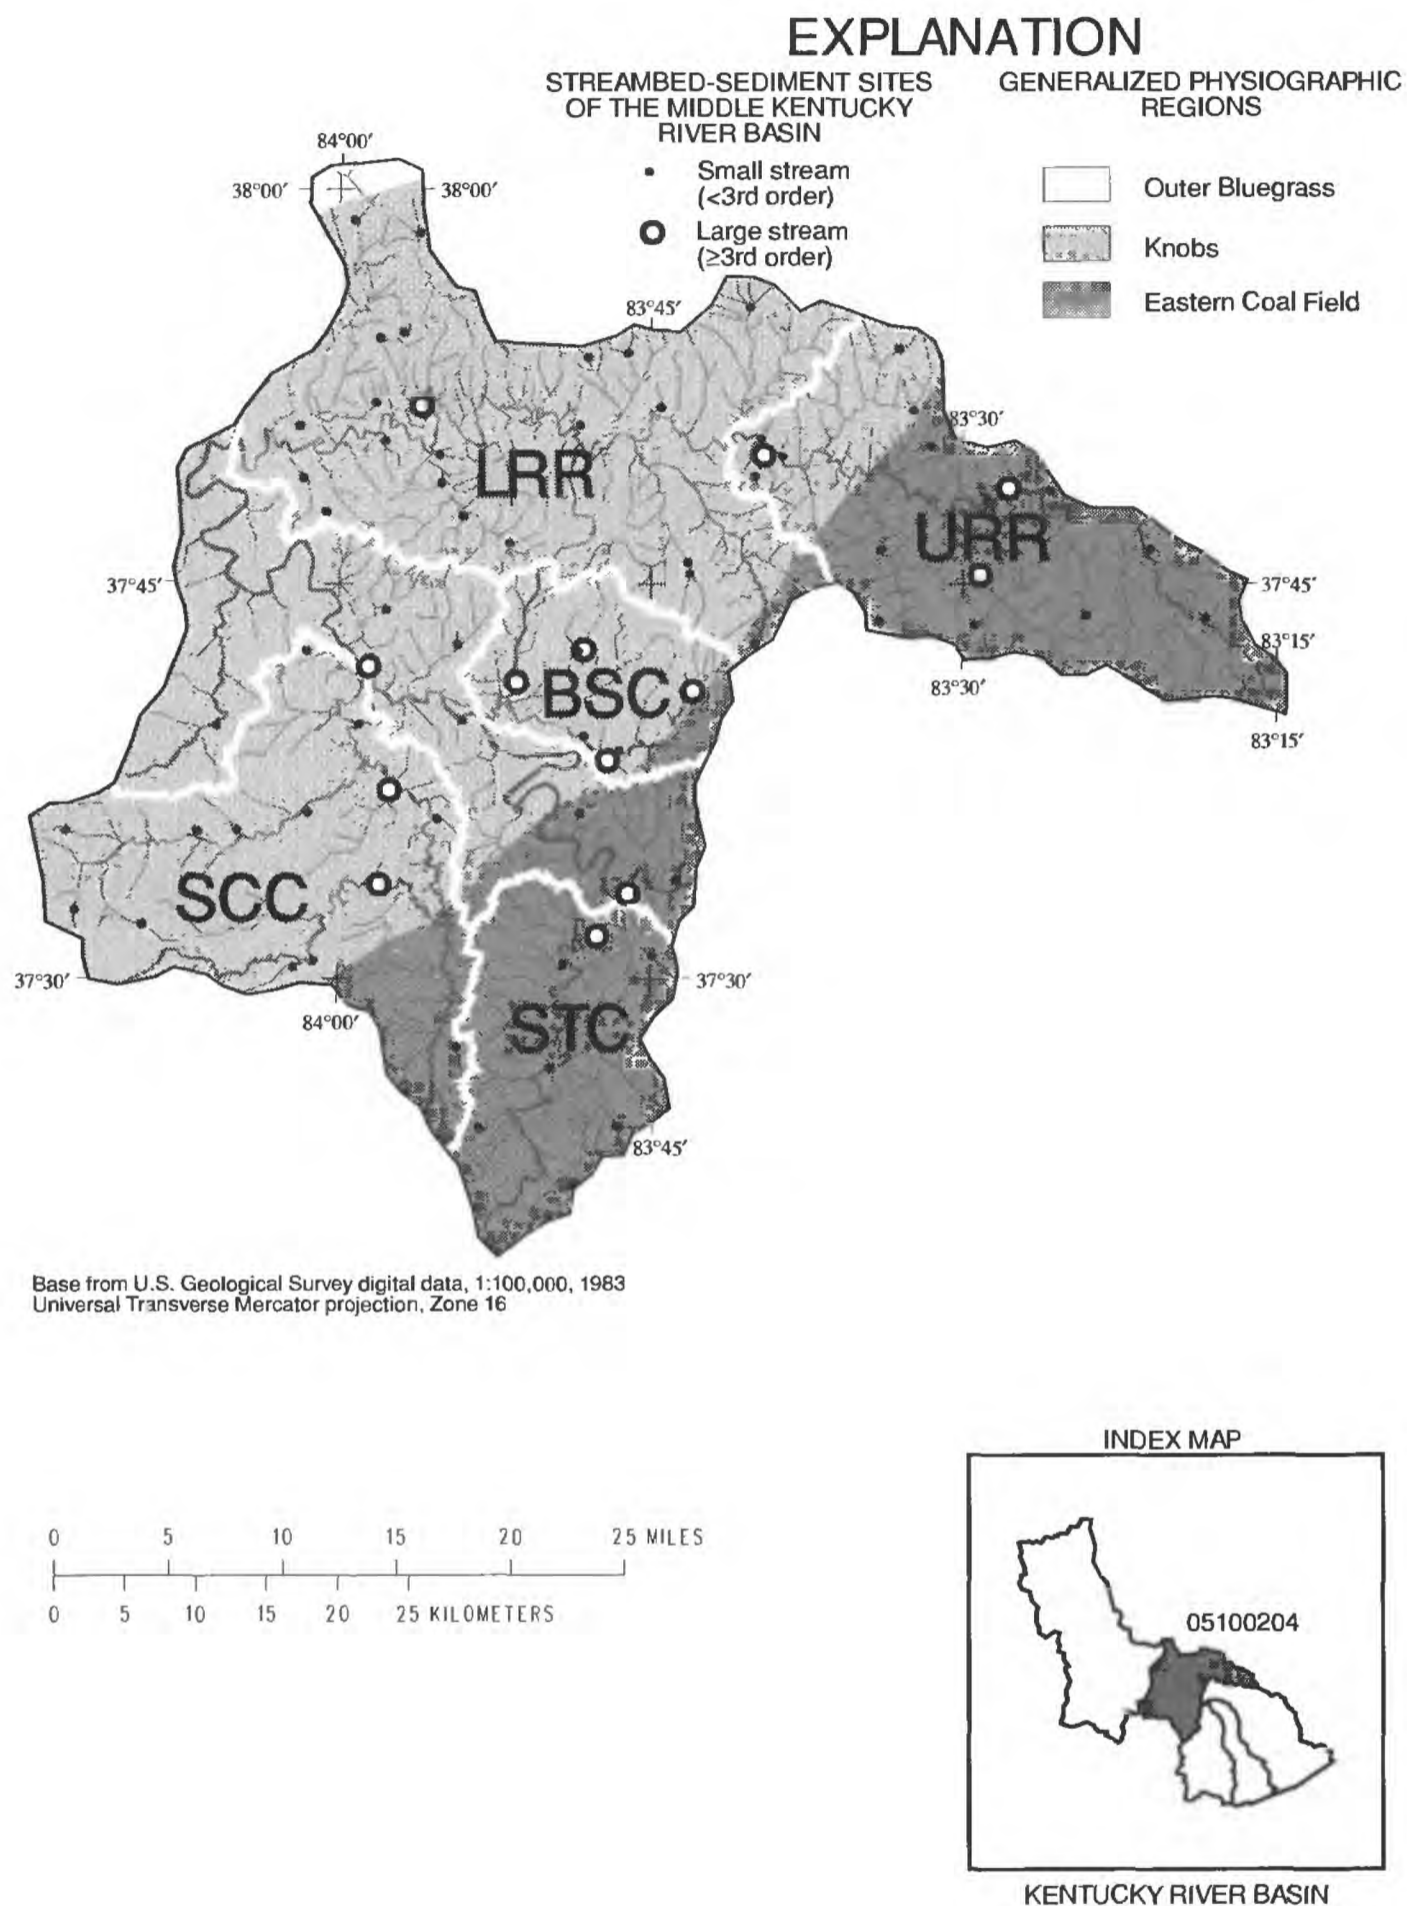 EXPLANATION
STREAMBED-SEDIMENT SITES
OF THE MIDDLE KENTUCKY
RIVER BASIN
Small stream
(<3rd order)
Large stream
(≥3rd order)
GENERALIZED PHYSIOGRAPHIC
REGIONS
Outer Bluegrass
Knobs
Eastern Coal Field
84°00′
38°00′
38°00′
83°45′
83°30′
LRR
URR
37°45′
37°45′
83°15′
BSC
83°30′
83°15′
SCC
37°30′
37°30′
84°00′
STC
83°45′
Base from U.S. Geological Survey digital data, 1:100,000, 1983
Universal Transverse Mercator projection, Zone 16
0 5 10 15 20 25 MILES
0 5 10 15 20 25 KILOMETERS
INDEX MAP
05100204
KENTUCKY RIVER BASIN